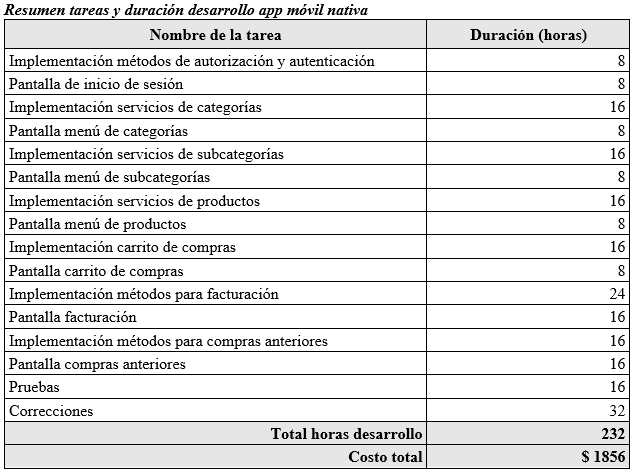 Resumen tareas y duración desarrollo app móvil nativa
Nombre de la tarea Duración (horas)
Implementación métodos de autorización y autenticación 8
Pantalla de inicio de sesión 8
Implementación servicios de categorías 16
Pantalla menú de categorías 8
Implementación servicios de subcategorías 16
Pantalla menú de subcategorías 8
Implementación servicios de productos 16
Pantalla menú de productos 8
Implementación carrito de compras 16
Pantalla carrito de compras 8
Implementación métodos para facturación 24
Pantalla facturación 16
Implementación métodos para compras anteriores 16
Pantalla compras anteriores 16
Pruebas 16
Correcciones 32
Total horas desarrollo 232
Costo total $ 1856